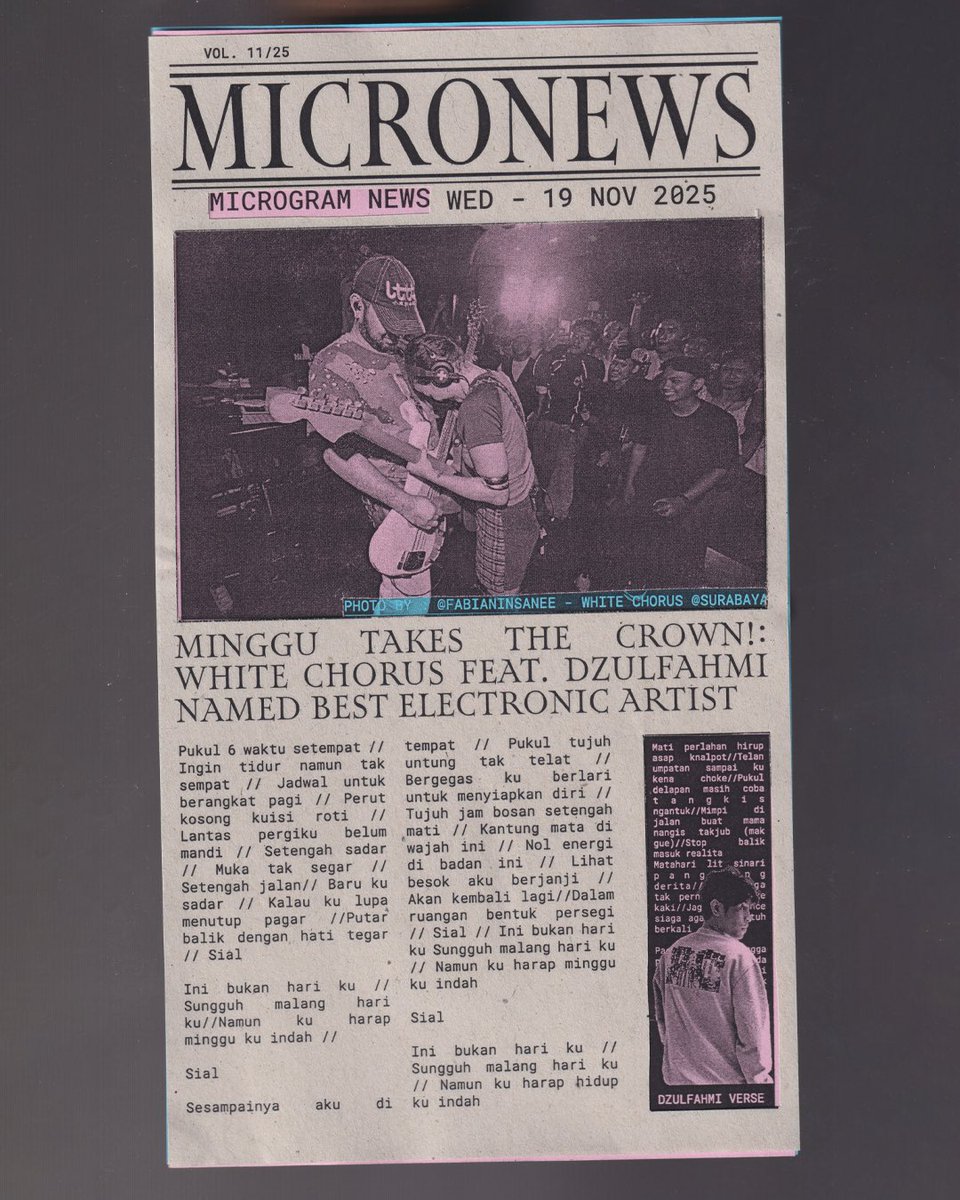 VOL. 11/25
MICRONEWS
MICROGRAM NEWS WED - 19 NOV 2025
PHOTO BY / @FABIANINSANEE - WHITE CHORUS @SURABAYA
MINGGU TAKES THE CROWN!:
WHITE CHORUS FEAT. DZULFAHMI
NAMED BEST ELECTRONIC ARTIST
Pukul 6 waktu setempat //
Ingin tidur namun tak
sempat // Jadwal untuk
berangkat pagi // Perut
kosong kuisi roti //
Lantas pergiku belum
mandi // Setengah sadar
// Muka tak segar //
Setengah jalan// Baru ku
sadar // Kalau ku lupa
menutup pagar //Putar
balik dengan hati tegar
// Sial
Ini bukan hari ku //
Sungguh malang hari
ku//Namun ku harap
minggu ku indah //
Sial
Sesampainya aku di
tempat // Pukul tujuh
untung tak telat //
Bergegas ku berlari
untuk menyiapkan diri //
Tujuh jam bosan setengah
mati // Kantung mata di
wajah ini // Nol energi
di badan ini // Lihat
besok aku berjanji //
Akan kembali lagi//Dalam
ruangan bentuk persegi
// Sial // Ini bukan hari
ku Sungguh malang hari ku
// Namun ku harap minggu
ku indah
Sial
Ini bukan hari ku //
Sungguh malang hari ku
// Namun ku harap hidup
ku indah
Mati perlahan hirup
asap knalpot//Telan
umpatan sampai ku
kena choke//Pukul
delapan masih coba
tangkis
ngantuk//Mimpi di
jalan buat mama
nangis takjub (mak
gue)//Stop balik
masuk realita
Matahari lit sinari
derita//
tak
kaki//Jag
siaga
berkali
DZULFAHMI VERSE